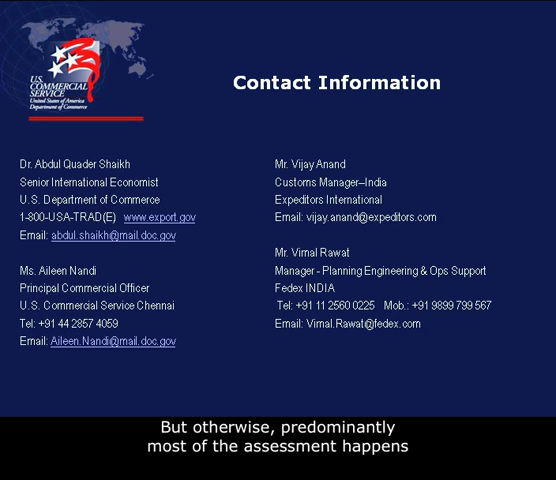 U.S.
COMMERCIAL
SERVICE
United States of America
Department of Commerce
Contact Information
Dr. Abdul Quader Shaikh
Senior International Economist
U.S. Department of Commerce
1-800-USA-TRAD(E) www.export.gov
Email: abdul.shaikh@mail.doc.gov
Ms. Aileen Nandi
Principal Commercial Officer
U.S. Commercial Service Chennai
Tel: +91 44 2857 4059
Email: Aileen.Nandi@mail.doc.gov
Mr. Vijay Anand
Customs Manager–India
Expeditors International
Email: vijay.anand@expeditors.com
Mr. Vimal Rawat
Manager - Planning Engineering & Ops Support
Fedex INDIA
Tel: +91 11 2560 0225 Mob.: +91 9899 799 567
Email: Vimal.Rawat@fedex.com
But otherwise, predominantly
most of the assessment happens